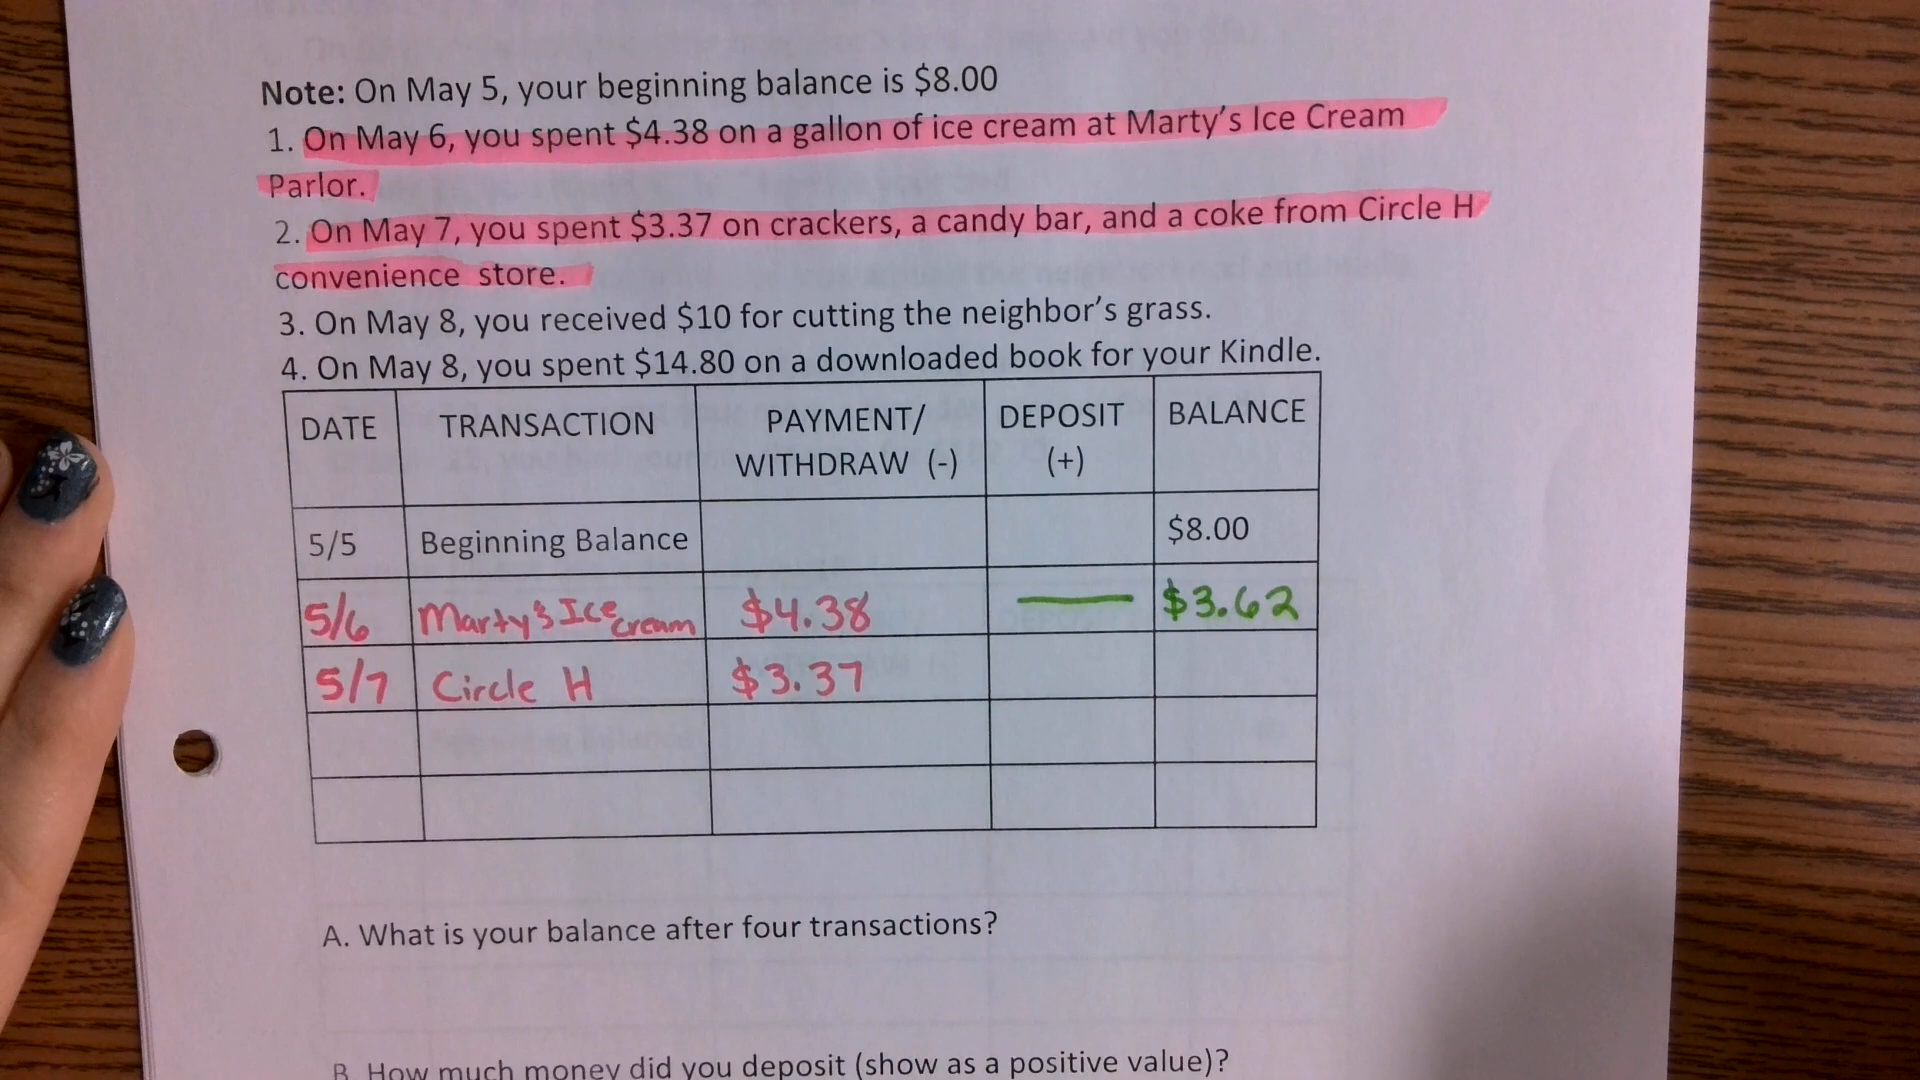 Note: On May 5, your beginning balance is $8.00
1. On May 6, you spent $4.38 on a gallon of ice cream at Marty's Ice Cream
Parlor.
2. On May 7, you spent $3.37 on crackers, a candy bar, and a coke from Circle H
convenience store.
3. On May 8, you received $10 for cutting the neighbor's grass.
4. On May 8, you spent $14.80 on a downloaded book for your Kindle.
DATE TRANSACTION PAYMENT/ DEPOSIT BALANCE
WITHDRAW (-) (+)
5/5 Beginning Balance $8.00
5/6 Marty's Ice cream $4.38 — $3.62
5/7 Circle H $3.37
A. What is your balance after four transactions?
B. How much money did you deposit (show as a positive value)?